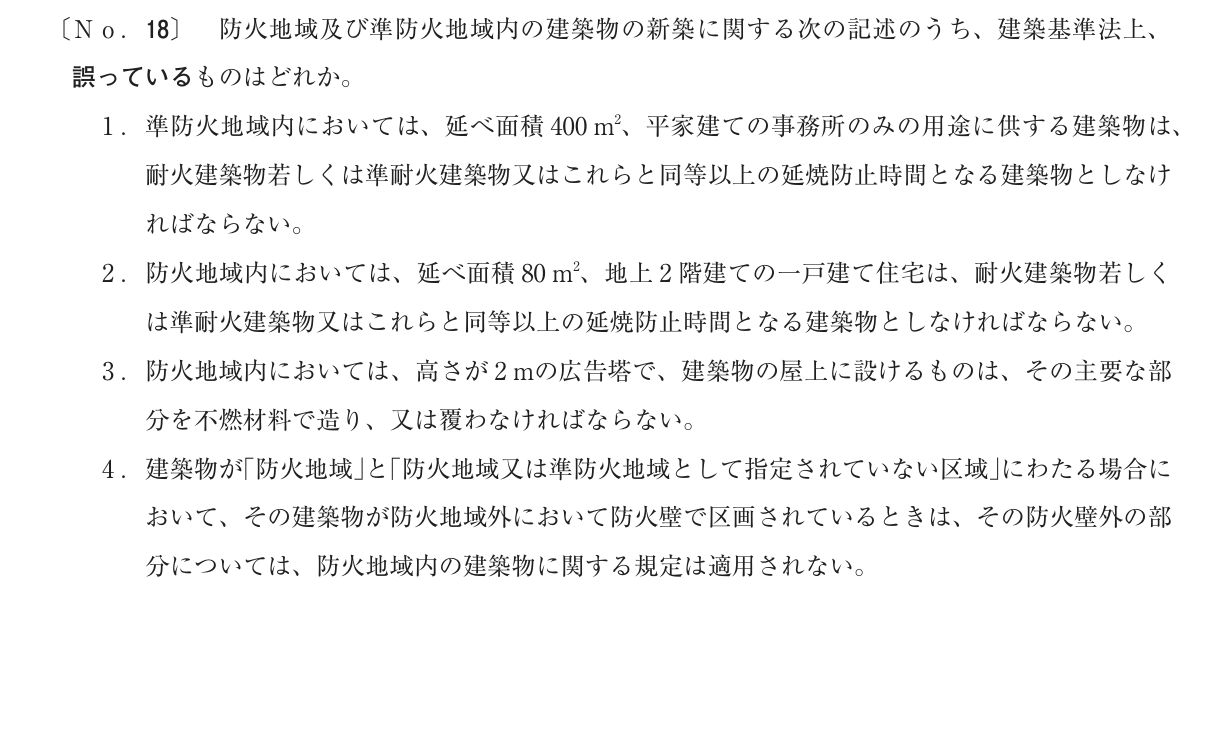 〔Ｎｏ．18〕　防火地域及び準防火地域内の建築物の新築に関する次の記述のうち、建築基準法上、
誤っているものはどれか。
1．準防火地域内においては、延べ面積 400 m²、平家建ての事務所のみの用途に供する建築物は、
耐火建築物若しくは準耐火建築物又はこれらと同等以上の延焼防止時間となる建築物としなけ
ればならない。
2．防火地域内においては、延べ面積 80 m²、地上２階建ての一戸建て住宅は、耐火建築物若しく
は準耐火建築物又はこれらと同等以上の延焼防止時間となる建築物としなければならない。
3．防火地域内においては、高さが２mの広告塔で、建築物の屋上に設けるものは、その主要な部
分を不燃材料で造り、又は覆わなければならない。
4．建築物が「防火地域」と「防火地域又は準防火地域として指定されていない区域」にわたる場合に
おいて、その建築物が防火地域外において防火壁で区画されているときは、その防火壁外の部
分については、防火地域内の建築物に関する規定は適用されない。